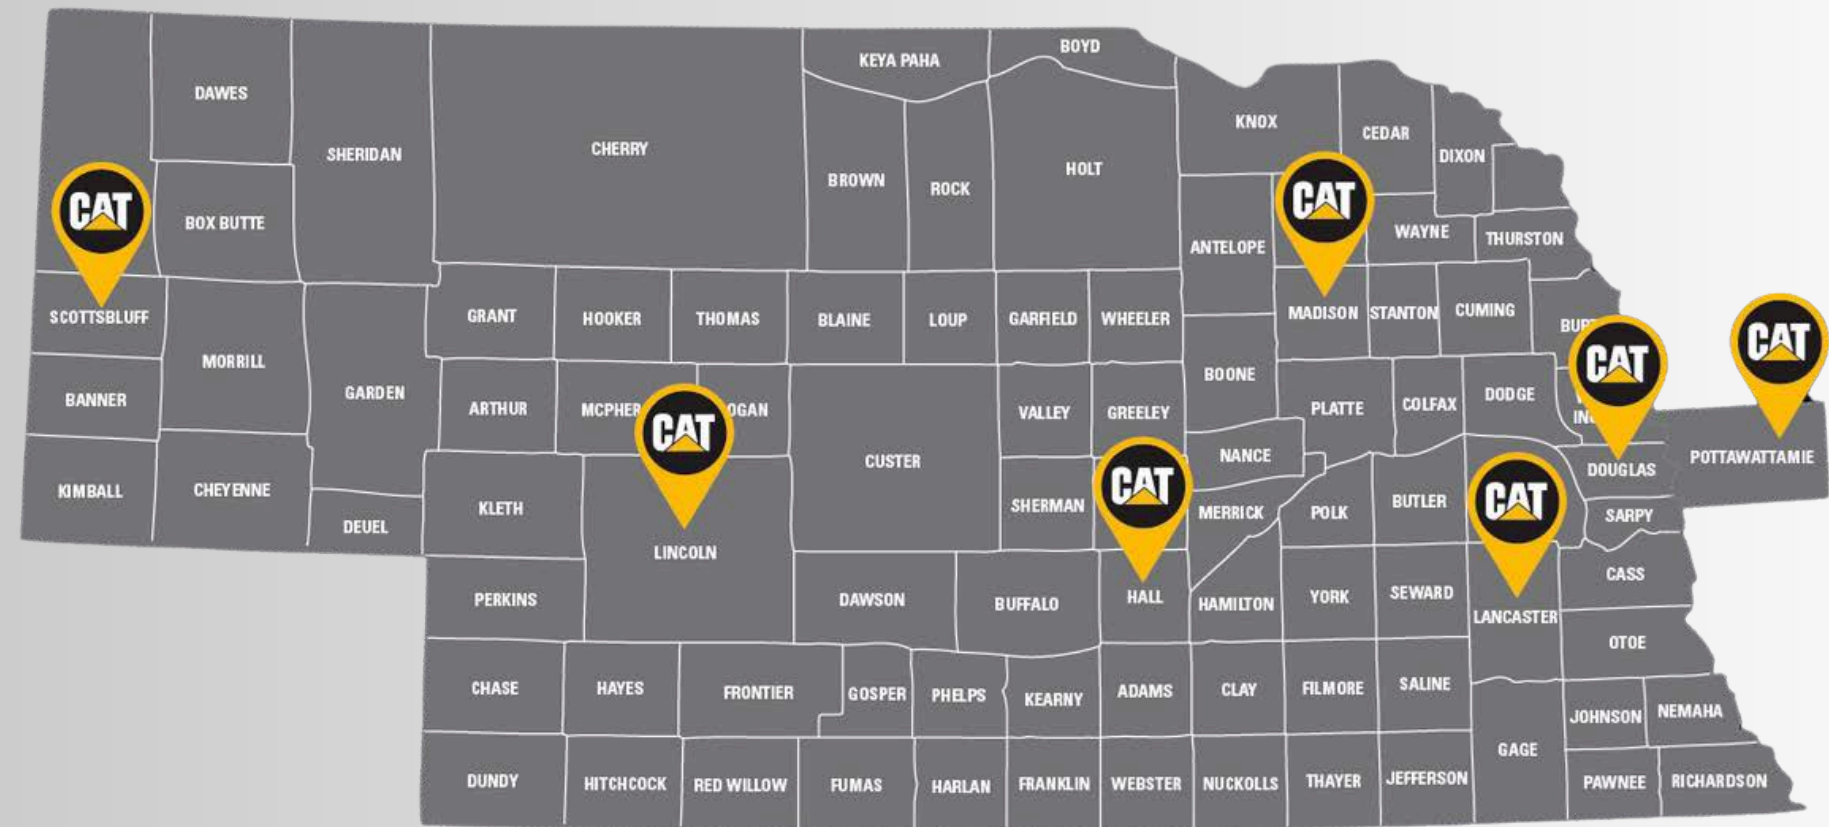 BOYD
KEYA PAHA
DAWES
KNOX
CEDAR
CHERRY
SHERIDAN
DIXON
HOLT
BROWN
ROCK
CAT
CAT
BOX BUTTE
WAYNE
THURSTON
ANTELOPE
SCOTTSBLUFF
GRANT
HOOKER
THOMAS
BLAINE
LOUP
GARFIELD
WHEELER
MADISON
STANTON
CUMING
CAT
MORRILL
CAT
BOONE
GARDEN
BANNER
ARTHUR
VALLEY
GREELEY
PLATTE
COLFAX
DODGE
CAT
CUSTER
NANCE
POTTAWATTAMIE
DOUGLAS
KIMBALL
CHEYENNE
CAT
CAT
KLETH
SHERMAN
MERRICK
POLK
BUTLER
SARPY
DEUEL
LINCOLN
CASS
PERKINS
DAWSON
BUFFALO
HALL
HAMILTON
YORK
SEWARD
LANCASTER
OTOE
CHASE
HAYES
FRONTIER
GOSPER
PHELPS
KEARNY
ADAMS
CLAY
FILMORE
SALINE
JOHNSON
NEMAHA
GAGE
DUNDY
HITCHCOCK
RED WILLOW
FUMAS
HARLAN
FRANKLIN
WEBSTER
NUCKOLLS
THAYER
JEFFERSON
PAWNEE
RICHARDSON